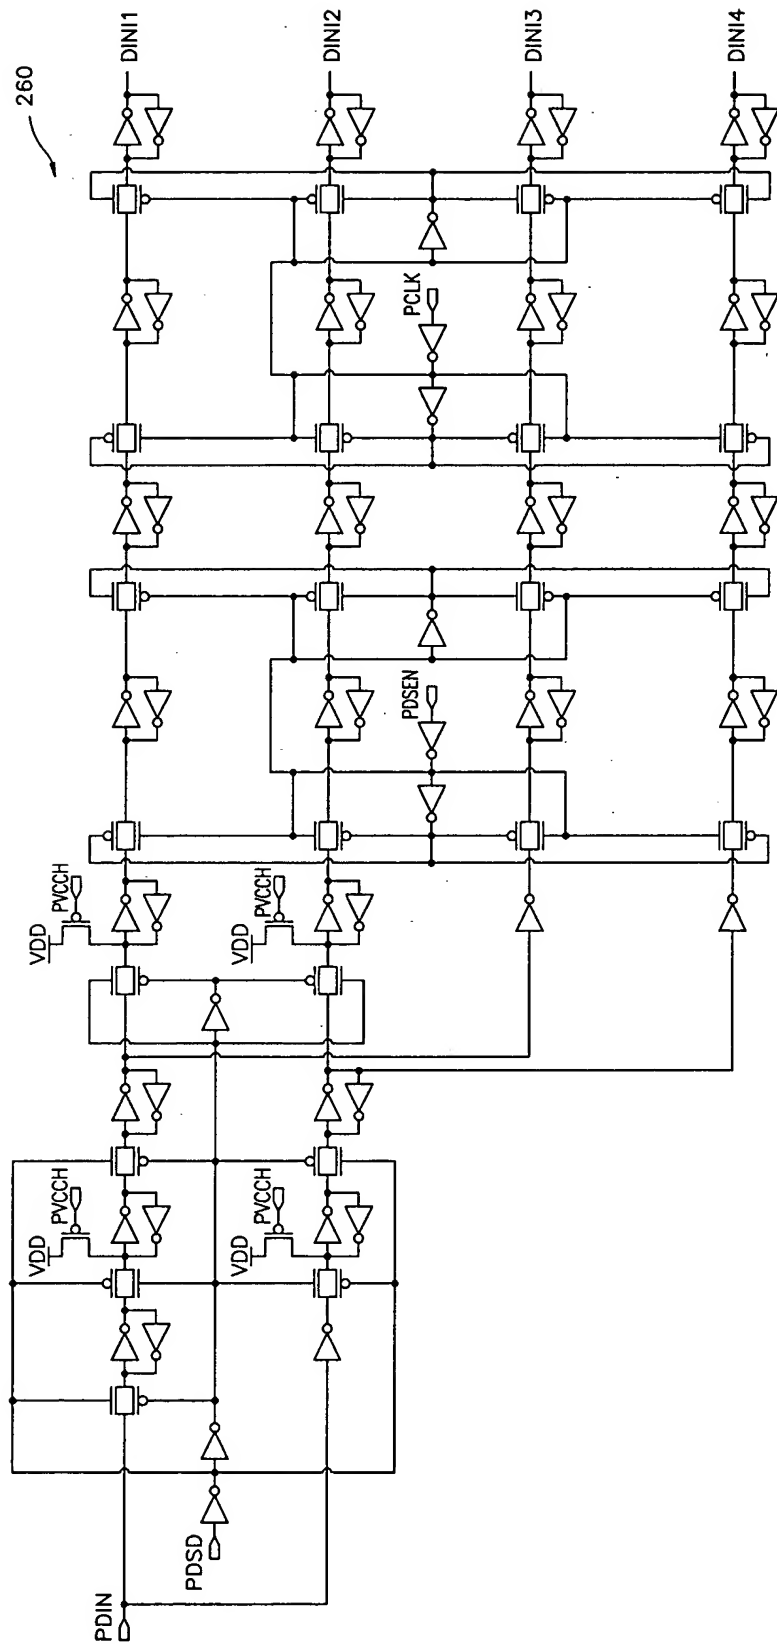 260
DINI1
DINI2
DINI3
DINI4
PCLK
PDSEN
VDD
PVCCH
VDD
PVCCH
VDD
PVCCH
VDD
PVCCH
PDSD
PDIN